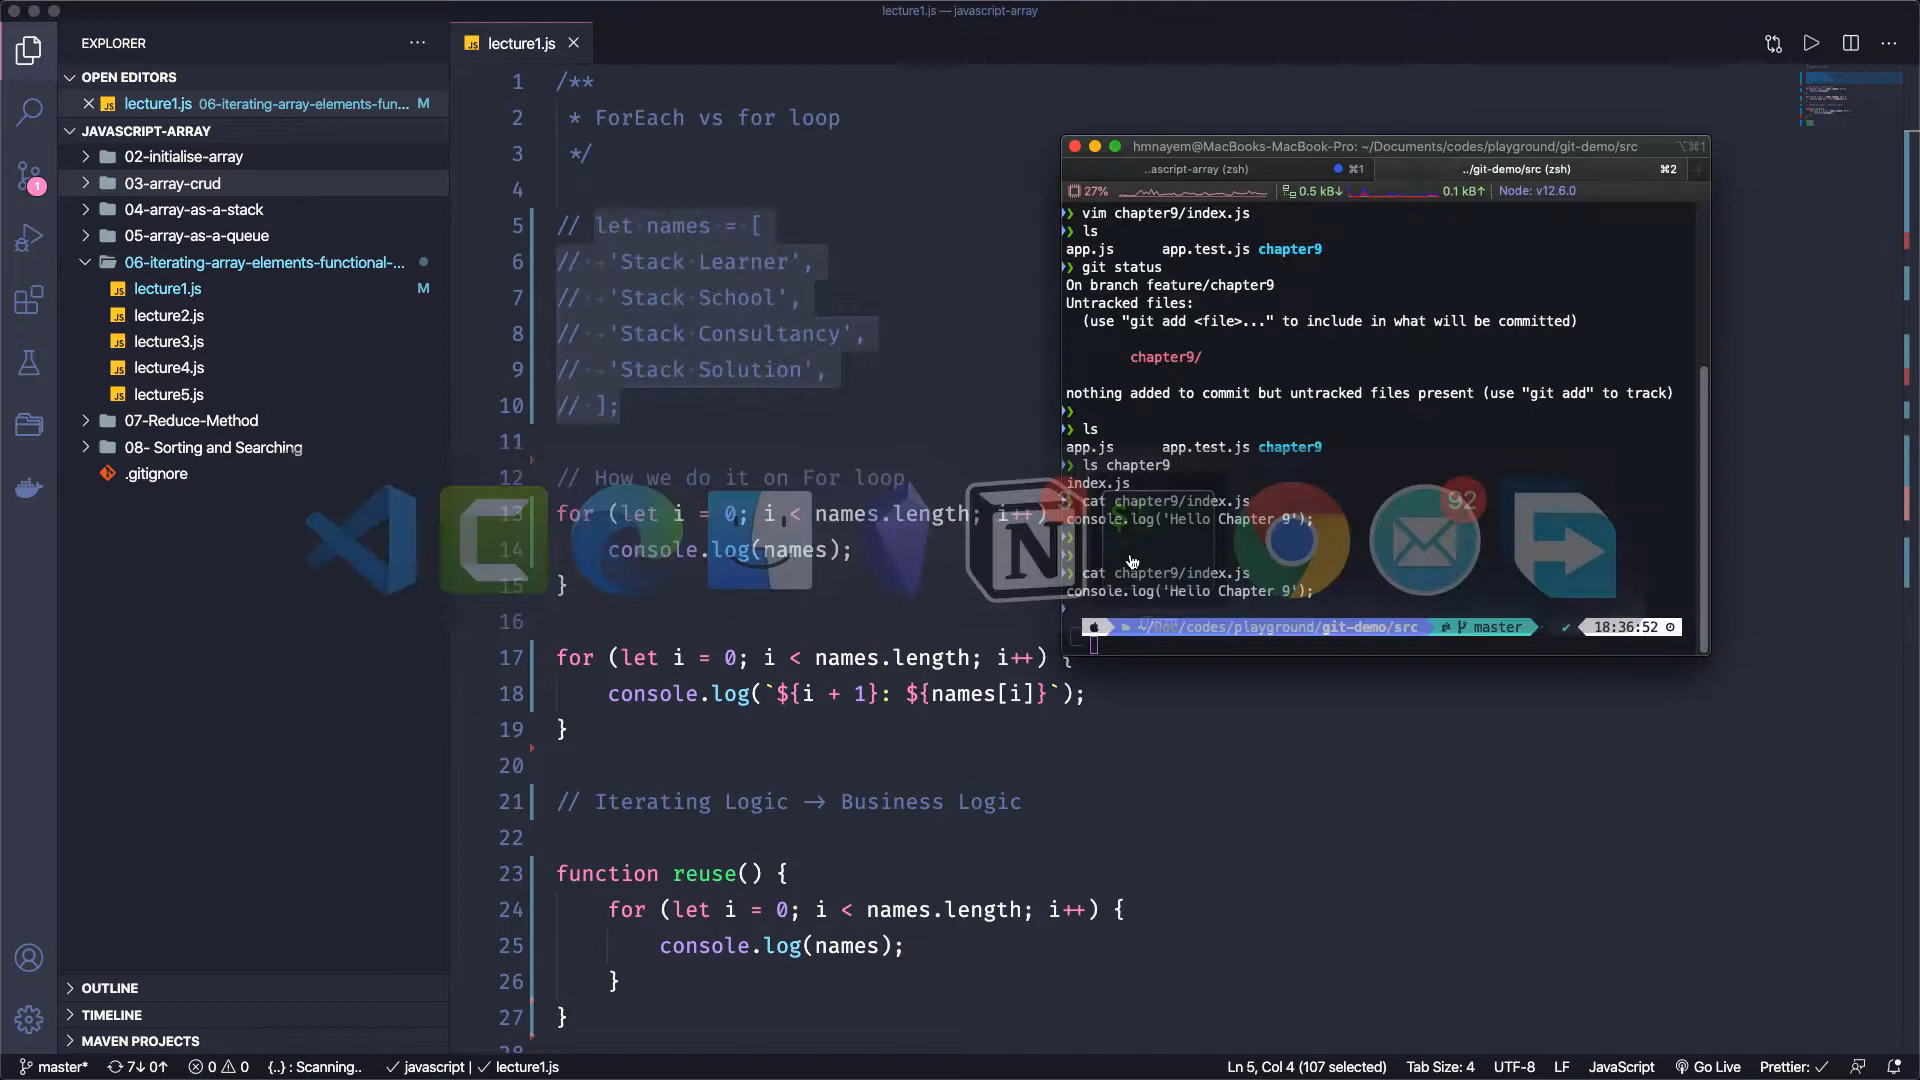 lecture1.js — javascript-array
EXPLORER
OPEN EDITORS
lecture1.js 06-iterating-array-elements-fun... M
JAVASCRIPT-ARRAY
02-initialise-array
03-array-crud
04-array-as-a-stack
05-array-as-a-queue
06-iterating-array-elements-functional-...
lecture1.js M
lecture2.js
lecture3.js
lecture4.js
lecture5.js
07-Reduce-Method
08- Sorting and Searching
.gitignore
OUTLINE
TIMELINE
MAVEN PROJECTS
1
lecture1.js
1 /**
2 * ForEach vs for loop
3 */
4
5 // let names = [
6 // 'Stack Learner',
7 // 'Stack School',
8 // 'Stack Consultancy',
9 // 'Stack Solution',
10 // ];
11
12 // How we do it on For loop
13 for (let i = 0; i < names.length; i++)
14 console.log(names);
15 }
16
17 for (let i = 0; i < names.length; i++) {
18 console.log(`${i + 1}: ${names[i]}`);
19 }
20
21 // Iterating Logic -> Business Logic
22
23 function reuse() {
24 for (let i = 0; i < names.length; i++) {
25 console.log(names);
26 }
27 }
28
hmnayem@MacBooks-MacBook-Pro: ~/Documents/codes/playground/git-demo/src ⌥⌘1
..ascript-array (zsh) ⌘1
../git-demo/src (zsh) ⌘2
27% 0.5 kB↓ 0.1 kB↑ Node: v12.6.0
❯ vim chapter9/index.js
❯ ls
app.js app.test.js chapter9
❯ git status
On branch feature/chapter9
Untracked files:
(use "git add <file>..." to include in what will be committed)
chapter9/
nothing added to commit but untracked files present (use "git add" to track)
❯
❯ ls
app.js app.test.js chapter9
❯ ls chapter9
index.js
❯ cat chapter9/index.js
console.log('Hello Chapter 9');
❯
❯
❯ cat chapter9/index.js
console.log('Hello Chapter 9');
/codes/playground/git-demo/src master ✔ 18:36:52
92
master* 7↓ 0↑ 0 0 {..} : Scanning.. ✓ javascript | ✓ lecture1.js
Ln 5, Col 4 (107 selected) Tab Size: 4 UTF-8 LF JavaScript Go Live Prettier: ✓